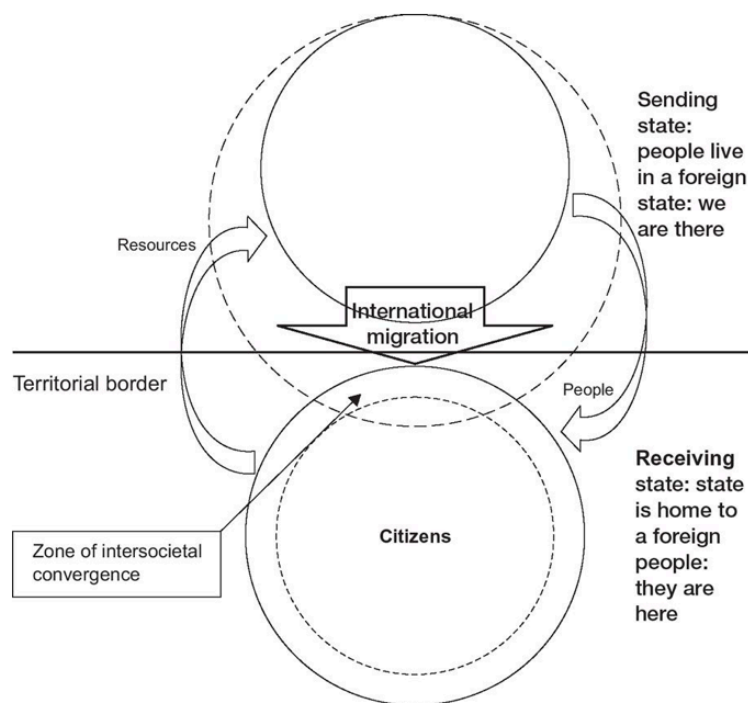 Sending
state:
people live
in a foreign
state: we
are there
Resources
International
migration
Territorial border
People
Receiving
state: state
is home to
a foreign
people:
they are
here
Citizens
Zone of intersocietal
convergence